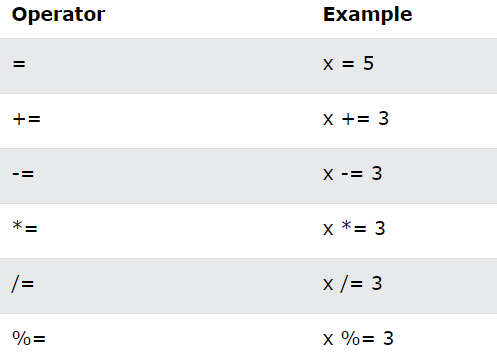 Operator Example
= x = 5
+= x += 3
-= x -= 3
*= x *= 3
/= x /= 3
%= x %= 3